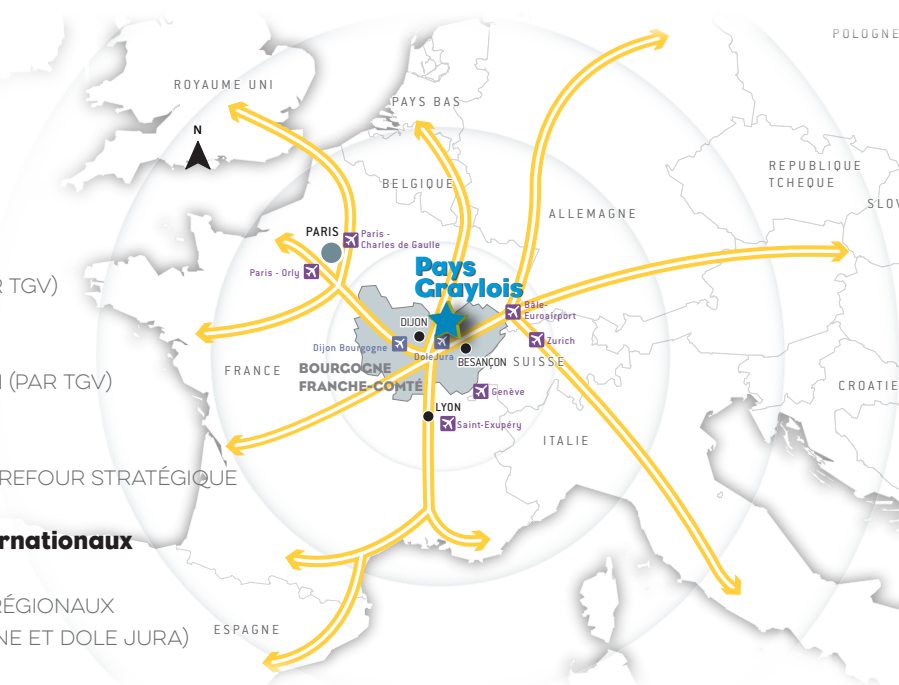 POLOGNE
ROYAUME UNI
PAYS BAS
N
REPUBLIQUE
TCHEQUE
BELGIQUE
SLOV
ALLEMAGNE
PARIS
Paris -
Charles de Gaulle
Paris - Orly
Pays
Graylois
R TGV)
Bâle-
Euroairport
DIJON
Zurich
Dijon Bourgogne
DoleJura
BESANÇON
SUISSE
FRANCE
BOURGOGNE
FRANCHE-COMTÉ
I (PAR TGV)
CROATIE
Genève
LYON
Saint-Exupéry
ITALIE
REFOUR STRATÉGIQUE
rnationaux
RÉGIONAUX
NE ET DOLE JURA)
ESPAGNE